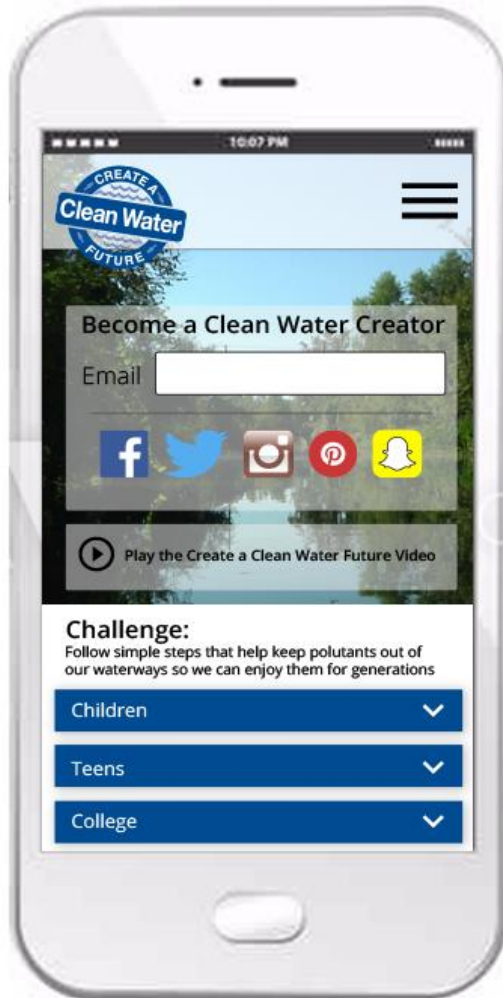 10:07 PM
CREATE A
Clean Water
FUTURE
Become a Clean Water Creator
Email
Play the Create a Clean Water Future Video
Challenge:
Follow simple steps that help keep polutants out of
our waterways so we can enjoy them for generations
Children
Teens
College